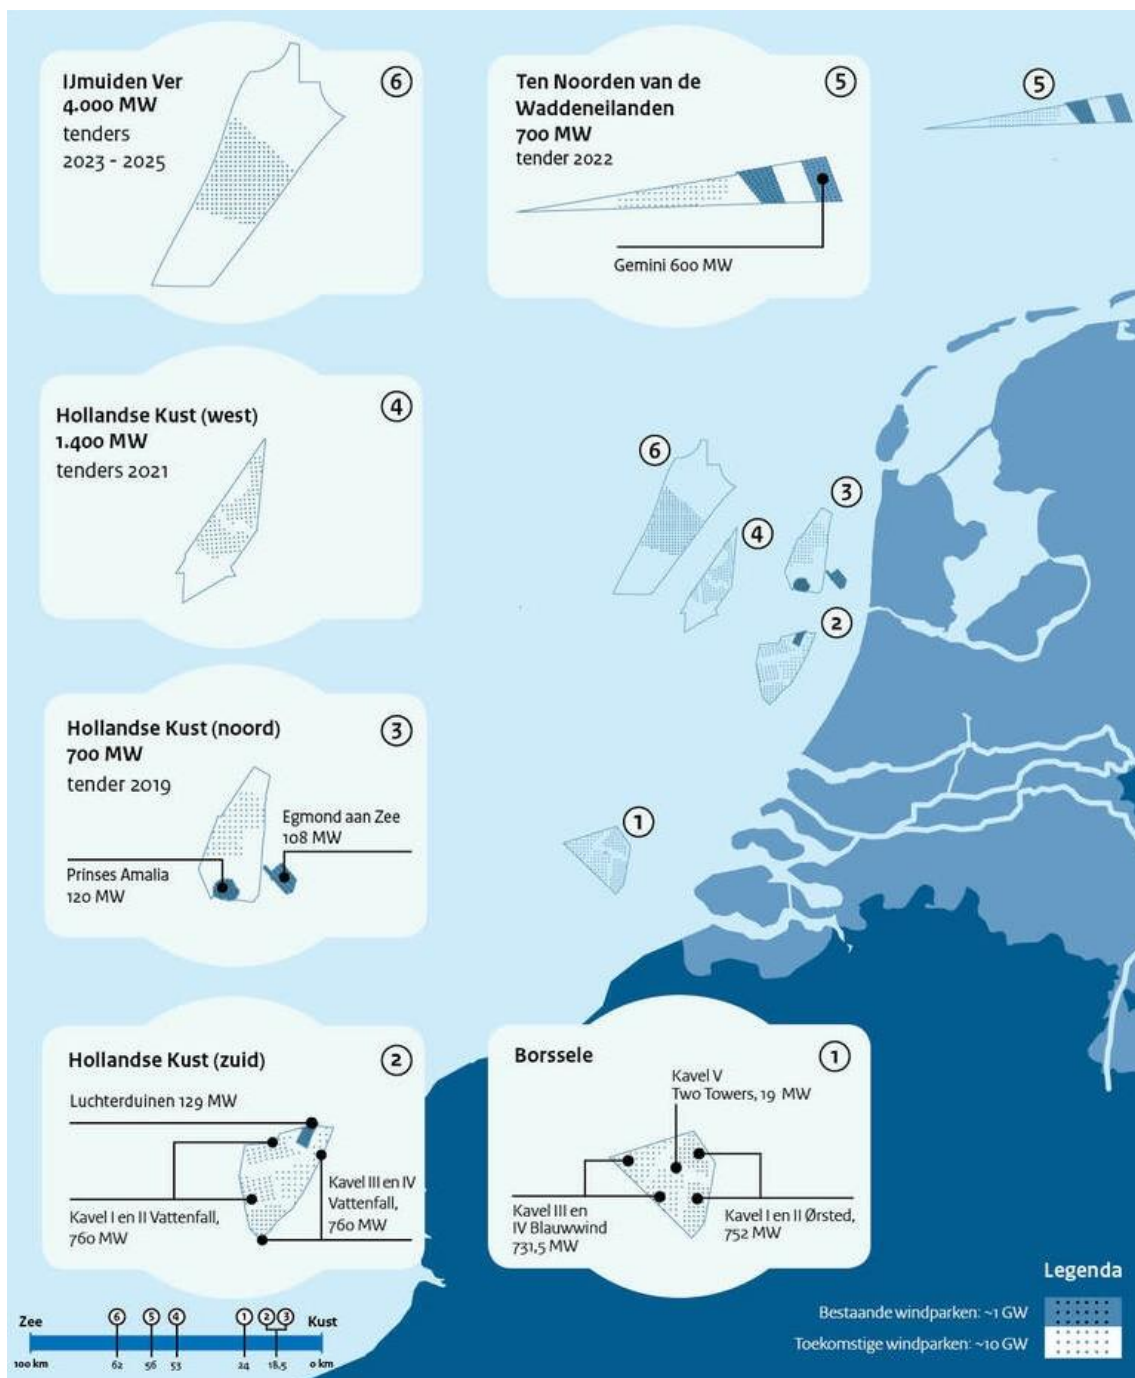 IJmuiden Ver
4.000 MW
tenders
2023 - 2025
6
Ten Noorden van de
Waddeneilanden
700 MW
tender 2022
5
Gemini 600 MW
5
Hollandse Kust (west)
1.400 MW
tenders 2021
4
6
3
4
2
1
Hollandse Kust (noord)
700 MW
tender 2019
3
Egmond aan Zee
108 MW
Prinses Amalia
120 MW
Hollandse Kust (zuid)
2
Luchterduinen 129 MW
Kavel I en II Vattenfall,
760 MW
Kavel III en IV
Vattenfall,
760 MW
Borssele
1
Kavel V
Two Towers, 19 MW
Kavel III en
IV Blauwwind
731,5 MW
Kavel I en II Ørsted,
752 MW
Legenda
Bestaande windparken: ~1 GW
Toekomstige windparken: ~10 GW
Zee 6 5 4 1 2 3 Kust
100 km 62 56 53 24 18,5 0 km